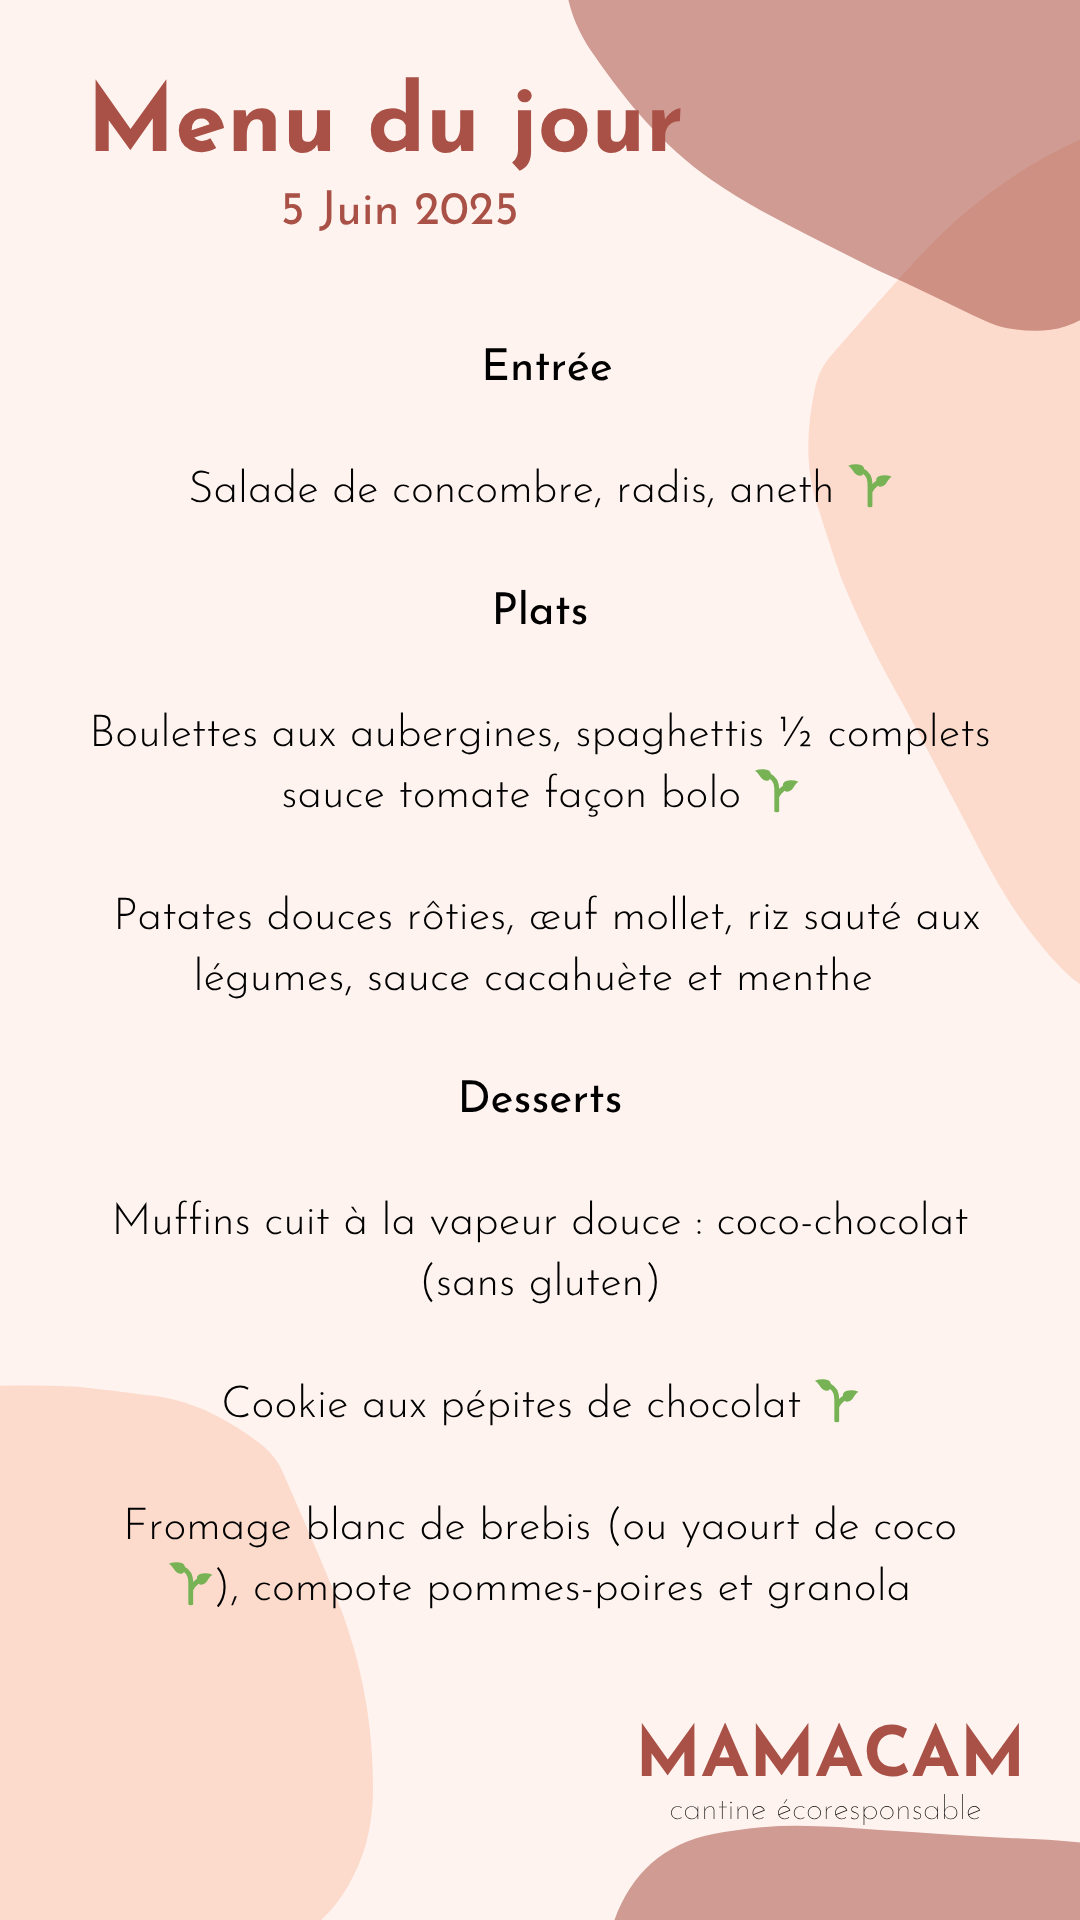 Menu du jour
5 Juin 2025
Entrée
Salade de concombre, radis, aneth 🌱
Plats
Boulettes aux aubergines, spaghettis ½ complets
sauce tomate façon bolo 🌱
Patates douces rôties, œuf mollet, riz sauté aux
légumes, sauce cacahuète et menthe
Desserts
Muffins cuit à la vapeur douce : coco-chocolat
(sans gluten)
Cookie aux pépites de chocolat 🌱
Fromage blanc de brebis (ou yaourt de coco
🌱), compote pommes-poires et granola
MAMACAM
cantine écoresponsable